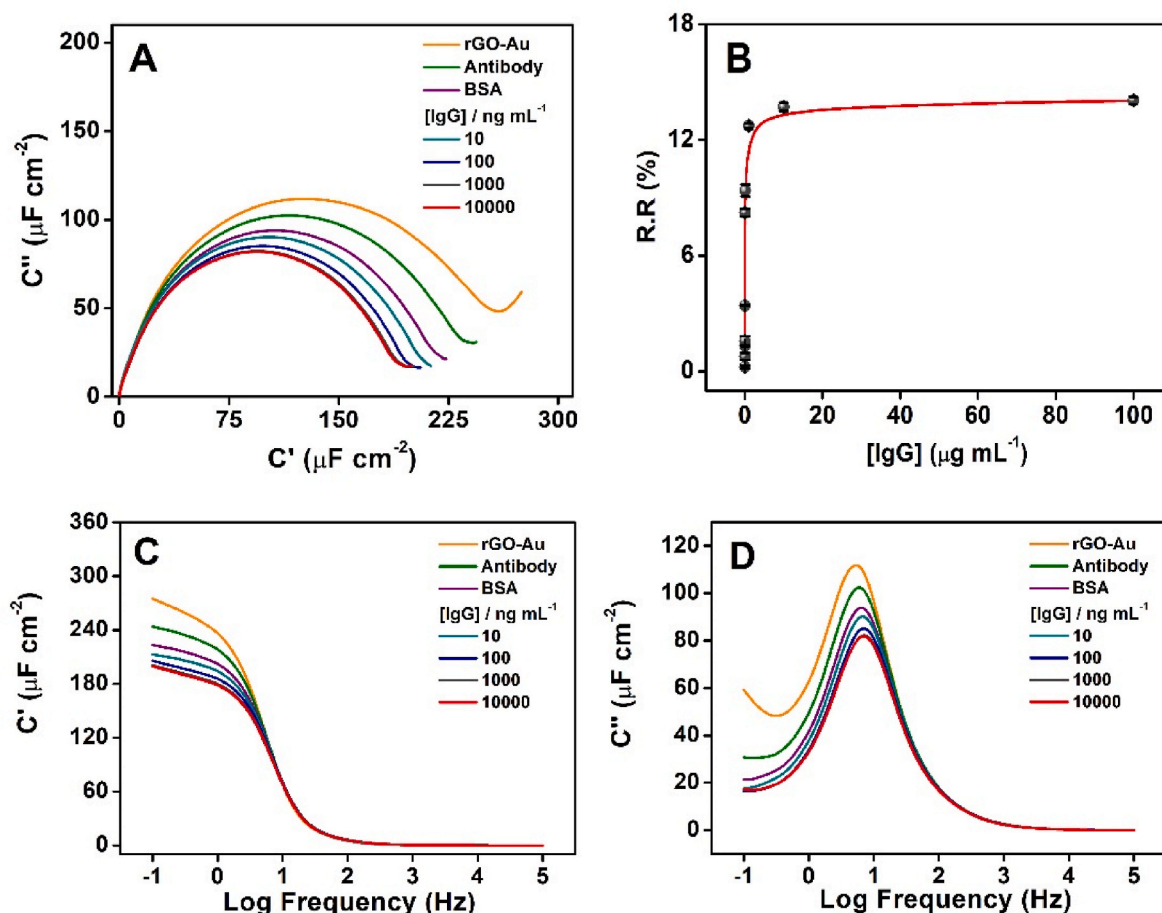 A
200
150
100
50
0
C'' (μF cm-2)
0 75 150 225 300
C' (μF cm-2)
rGO-Au
Antibody
BSA
[IgG] / ng mL-1
10
100
1000
10000
B
18
12
6
0
R.R (%)
0 20 40 60 80 100
[IgG] (μg mL-1)
C
360
300
240
180
120
60
0
C' (μF cm-2)
-1 0 1 2 3 4 5
Log Frequency (Hz)
rGO-Au
Antibody
BSA
[IgG] / ng mL-1
10
100
1000
10000
D
120
100
80
60
40
20
0
C'' (μF cm-2)
-1 0 1 2 3 4 5
Log Frequency (Hz)
rGO-Au
Antibody
BSA
[IgG] / ng mL-1
10
100
1000
10000